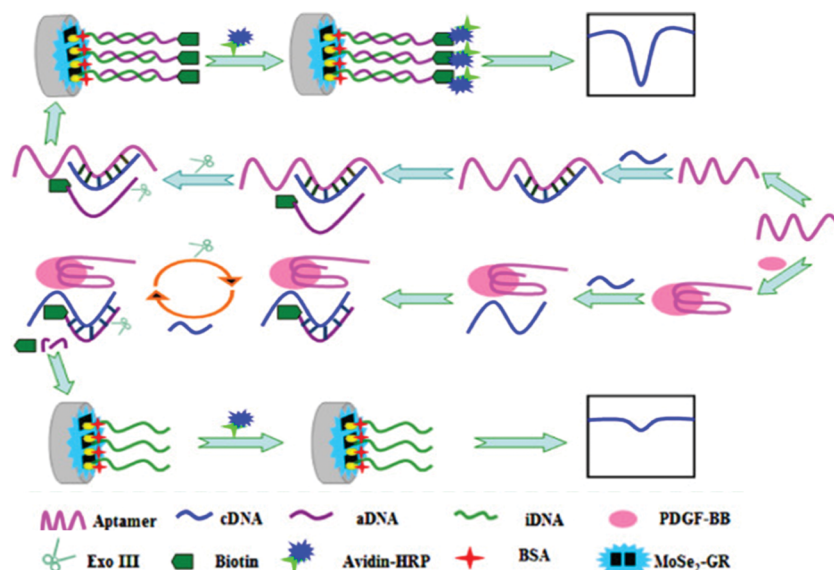 Aptamer cDNA aDNA iDNA PDGF-BB
Exo III Biotin Avidin-HRP BSA MoSe₂-GR